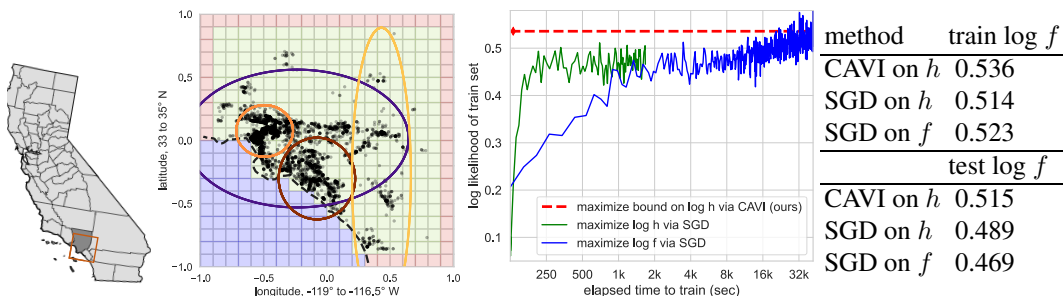 1.0
0.5
0.0
−0.5
−1.0
latitude, 33 to 35° N
−1.0
−0.5
0.0
0.5
1.0
longitude, -119° to -116.5° W
log likelihood of train set
0.5
0.4
0.3
0.2
0.1
maximize bound on log h via CAVI (ours)
maximize log h via SGD
maximize log f via SGD
250
500
1k
2k
4k
8k
16k
32k
elapsed time to train (sec)
method train log f
CAVI on h 0.536
SGD on h 0.514
SGD on f 0.523
test log f
CAVI on h 0.515
SGD on h 0.489
SGD on f 0.469